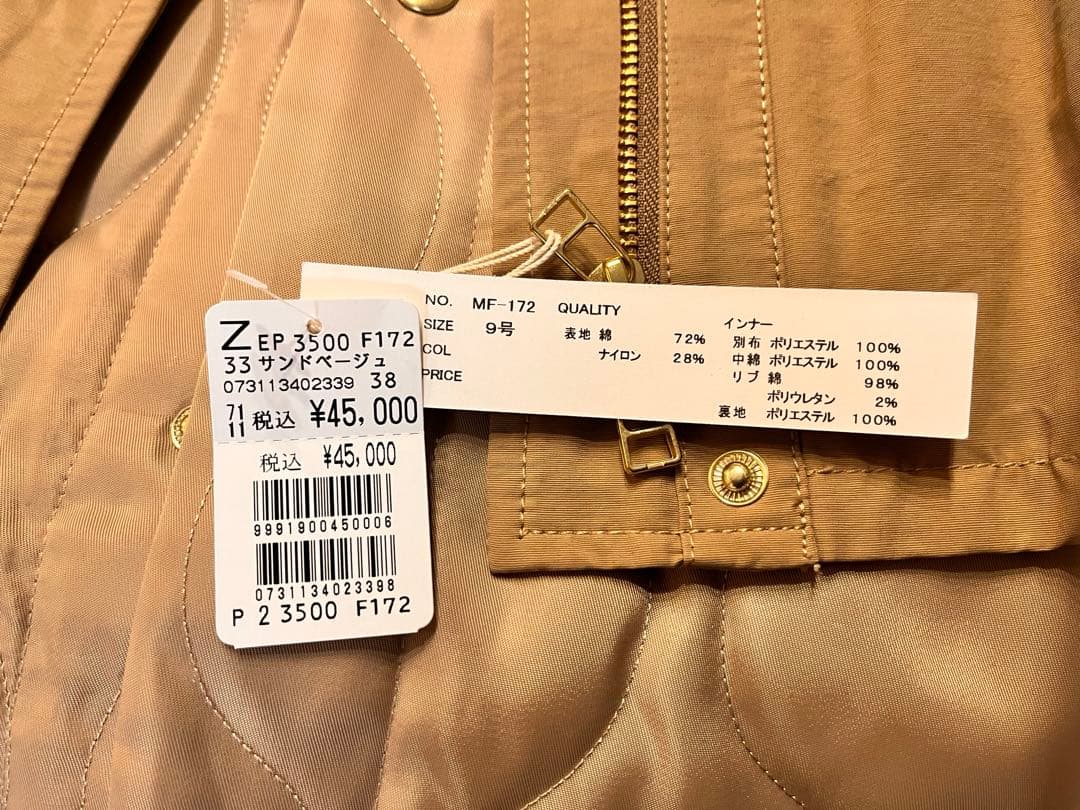 Z EP 3500 F172
33 サンドベージュ
073113402339 38
71
11 税込 ¥45,000
税込 ¥45,000
9991900450006
0731134023398
P 2 3500 F172
NO. MF-172 QUALITY
SIZE 9号
COL
PRICE
表地 綿 72%
ナイロン 28%
インナー
別布 ポリエステル 100%
中綿 ポリエステル 100%
リブ 綿 98%
ポリウレタン 2%
裏地 ポリエステル 100%